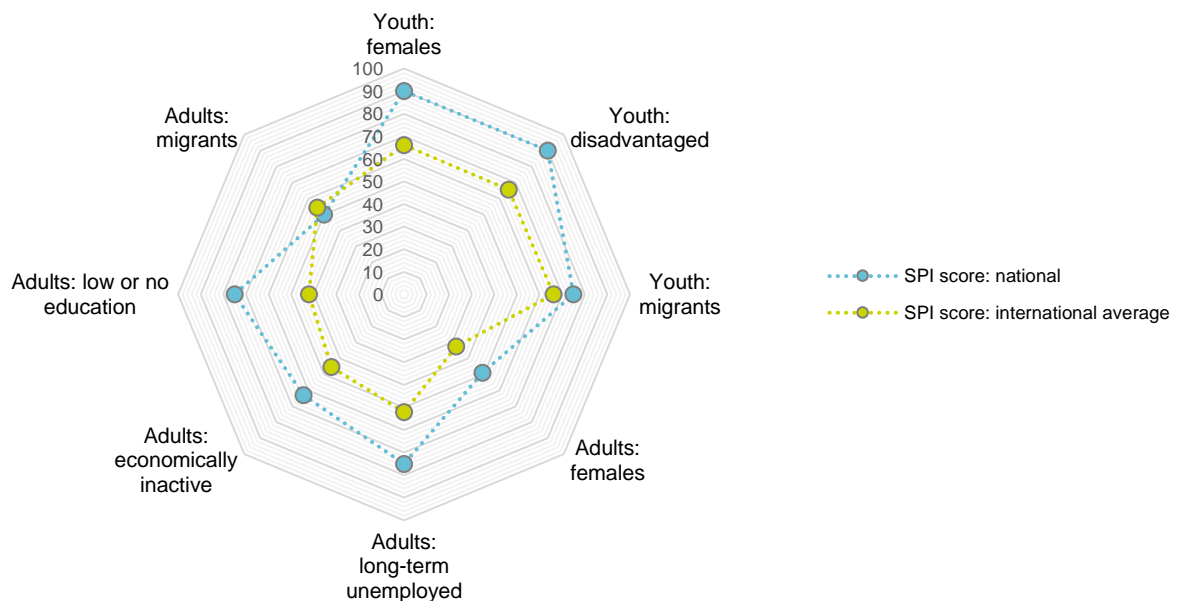 Youth:
females
Youth:
disadvantaged
Youth:
migrants
Adults:
females
Adults:
long-term
unemployed
Adults:
economically
inactive
Adults: low or no
education
Adults:
migrants
100
90
80
70
60
50
40
30
20
10
0
SPI score: national
SPI score: international average